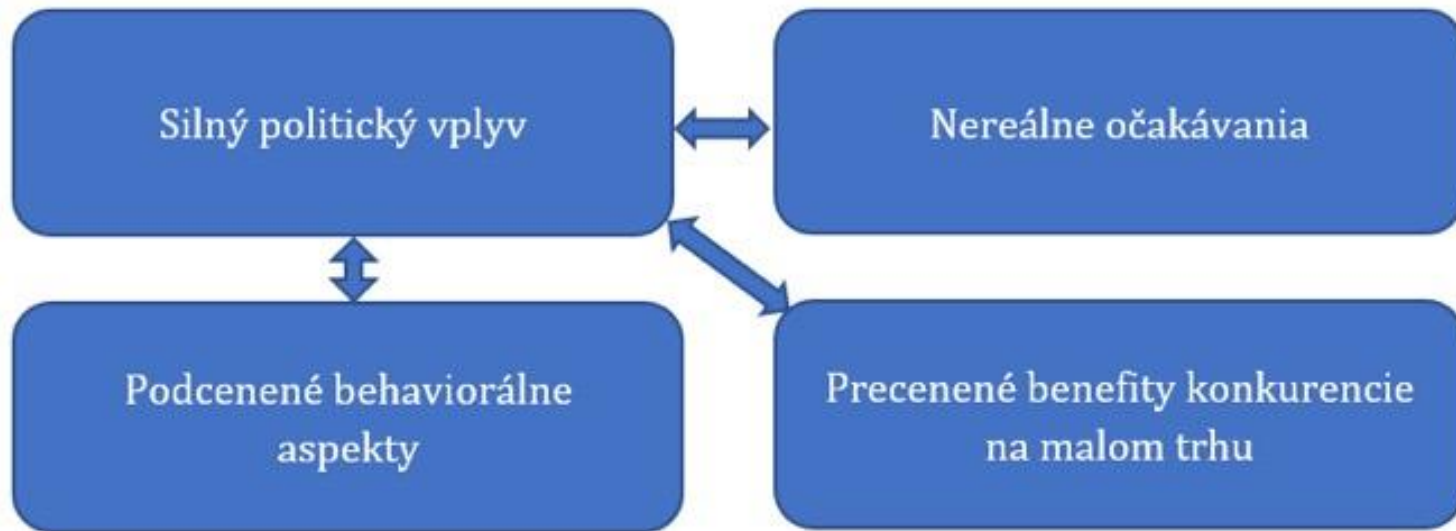 Silný politický vplyv
Nereálne očakávania
Podcenené behaviorálne
aspekty
Precenené benefity konkurencie
na malom trhu